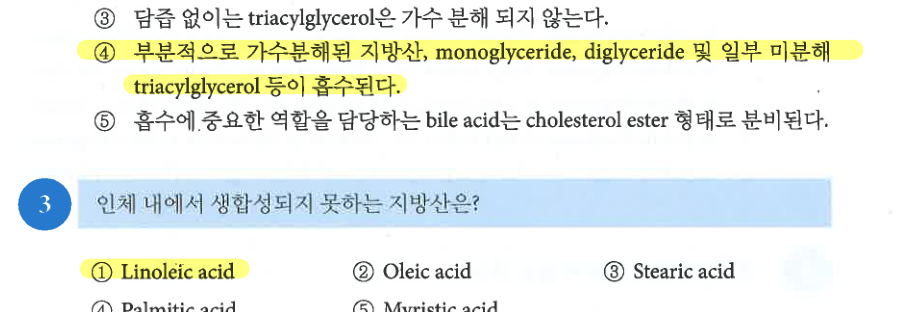 ③ 담즙 없이는 triacylglycerol은 가수 분해 되지 않는다.
④ 부분적으로 가수분해된 지방산, monoglyceride, diglyceride 및 일부 미분해
triacylglycerol 등이 흡수된다.
⑤ 흡수에 중요한 역할을 담당하는 bile acid는 cholesterol ester 형태로 분비된다.
3 인체 내에서 생합성되지 못하는 지방산은?
① Linoleic acid ② Oleic acid ③ Stearic acid
④ Palmitic acid ⑤ Myristic acid